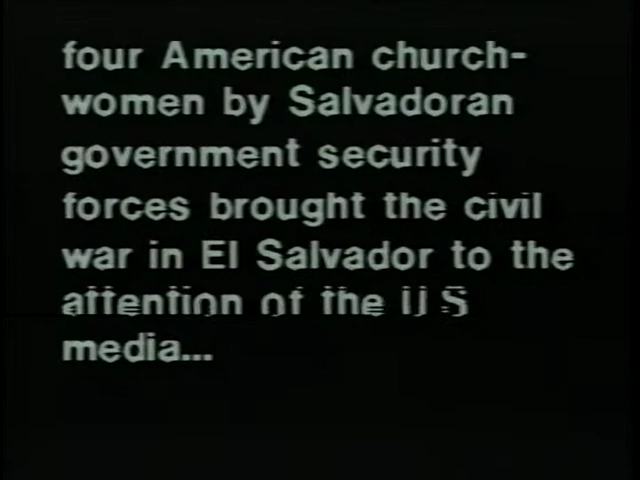 four American church-
women by Salvadoran
government security
forces brought the civil
war in El Salvador to the
attention of the U S
media...